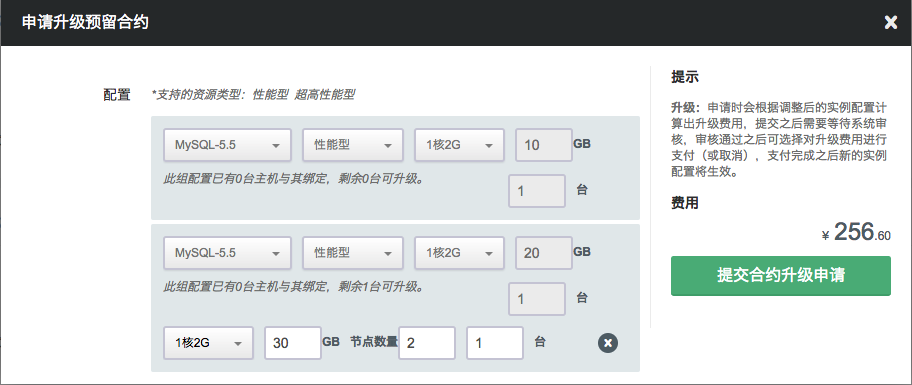 申请升级预留合约
配置 *支持的资源类型：性能型 超高性能型
MySQL-5.5 性能型 1核2G 10 GB
此组配置已有0台主机与其绑定，剩余0台可升级。
1 台
MySQL-5.5 性能型 1核2G 20 GB
此组配置已有0台主机与其绑定，剩余1台可升级。
1 台
1核2G 30 GB 节点数量 2 1 台
提示
升级：申请时会根据调整后的实例配置计
算出升级费用，提交之后需要等待系统审
核，审核通过之后可选择对升级费用进行
支付（或取消），支付完成之后新的实例
配置将生效。
费用
¥ 256.60
提交合约升级申请